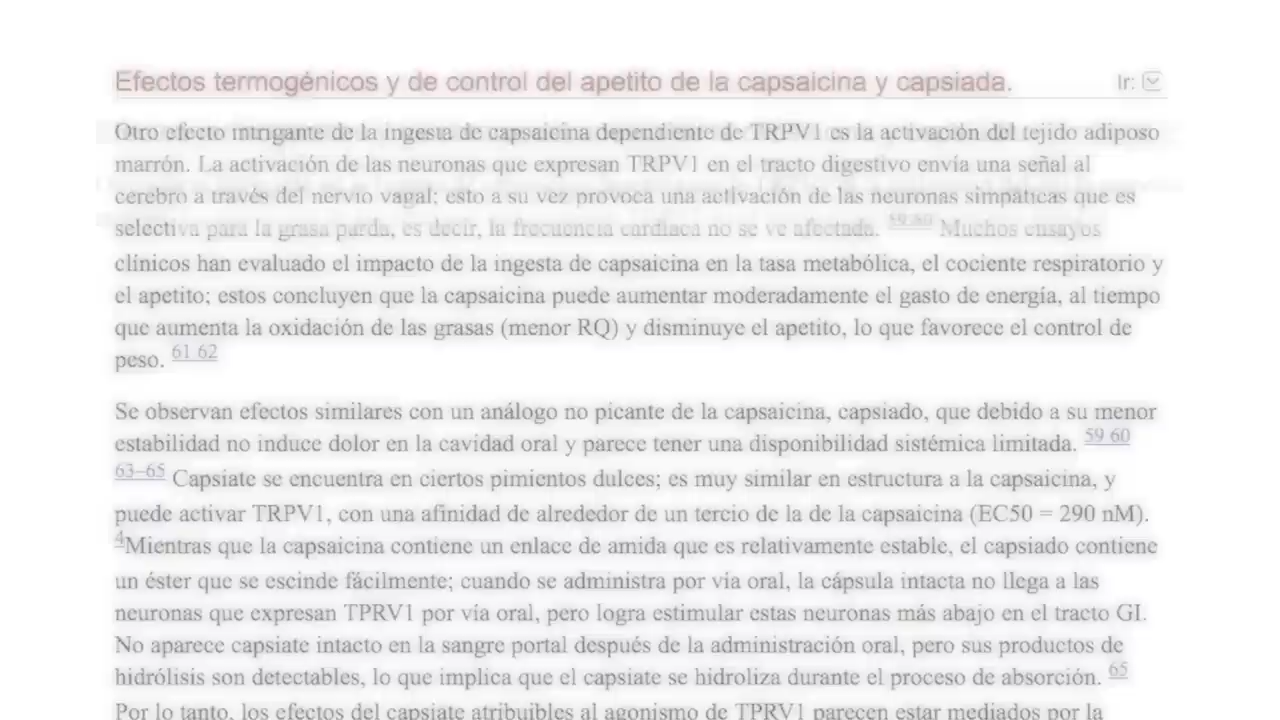 Efectos termogénicos y de control del apetito de la capsaicina y capsiada.
Ir:
Otro efecto intrigante de la ingesta de capsaicina dependiente de TRPV1 es la activación del tejido adiposo
marrón. La activación de las neuronas que expresan TRPV1 en el tracto digestivo envía una señal al
cerebro a través del nervio vagal; esto a su vez provoca una activación de las neuronas simpáticas que es
selectiva para la grasa parda, es decir, la frecuencia cardíaca no se ve afectada. 59 60 Muchos ensayos
clínicos han evaluado el impacto de la ingesta de capsaicina en la tasa metabólica, el cociente respiratorio y
el apetito; estos concluyen que la capsaicina puede aumentar moderadamente el gasto de energía, al tiempo
que aumenta la oxidación de las grasas (menor RQ) y disminuye el apetito, lo que favorece el control de
peso. 61 62
Se observan efectos similares con un análogo no picante de la capsaicina, capsiado, que debido a su menor
estabilidad no induce dolor en la cavidad oral y parece tener una disponibilidad sistémica limitada. 59 60
63–65 Capsiate se encuentra en ciertos pimientos dulces; es muy similar en estructura a la capsaicina, y
puede activar TRPV1, con una afinidad de alrededor de un tercio de la de la capsaicina (EC50 = 290 nM).
4Mientras que la capsaicina contiene un enlace de amida que es relativamente estable, el capsiado contiene
un éster que se escinde fácilmente; cuando se administra por vía oral, la cápsula intacta no llega a las
neuronas que expresan TPRV1 por vía oral, pero logra estimular estas neuronas más abajo en el tracto GI.
No aparece capsiate intacto en la sangre portal después de la administración oral, pero sus productos de
hidrólisis son detectables, lo que implica que el capsiate se hidroliza durante el proceso de absorción. 65
Por lo tanto, los efectos del capsiate atribuibles al agonismo de TPRV1 parecen estar mediados por la